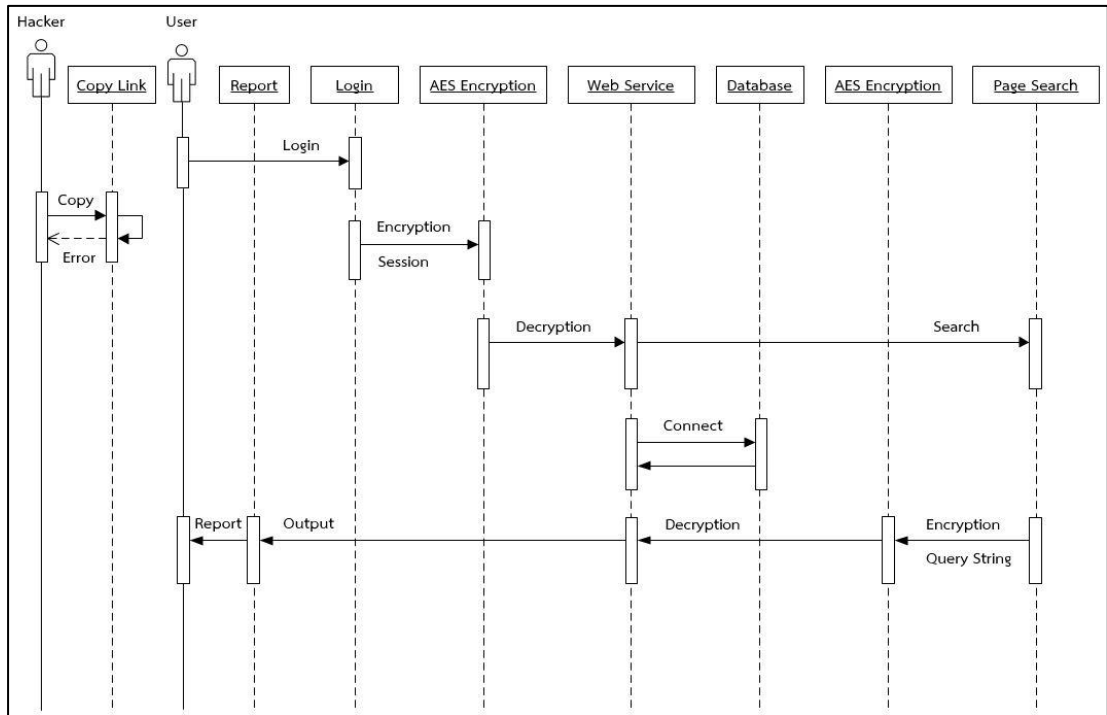 Hacker
User
Copy Link
Report
Login
AES Encryption
Web Service
Database
AES Encryption
Page Search
Login
Copy
Error
Encryption
Session
Decryption
Search
Connect
Report
Output
Decryption
Encryption
Query String